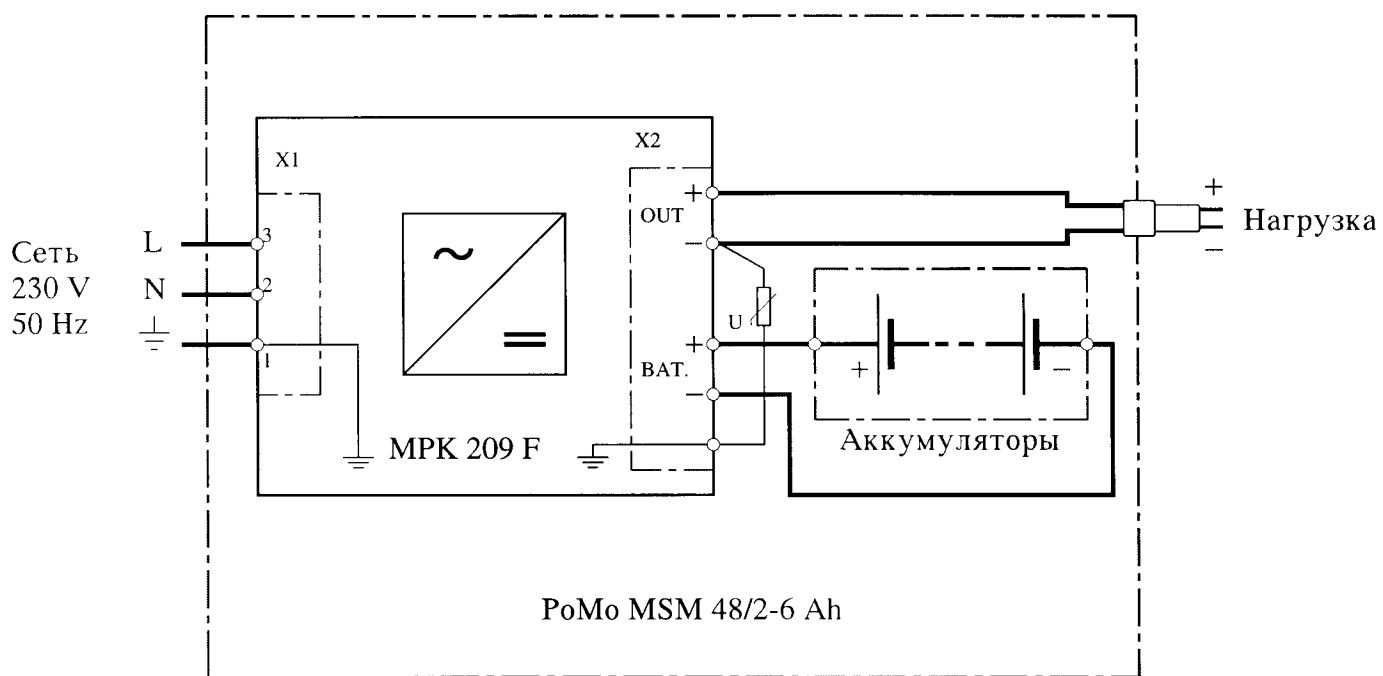 X1
X2
+
OUT
−
+
−
Нагрузка
Сеть
230 V
50 Hz
L
N
3
2
1
~
=
U
+
BAT.
−
+
−
Аккумуляторы
MPK 209 F
PoMo MSM 48/2-6 Ah